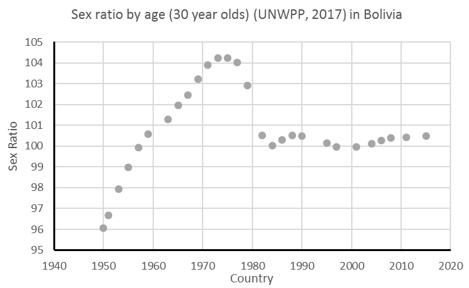 Sex ratio by age (30 year olds) (UNWPP, 2017) in Bolivia
105
104
103
102
101
100
99
98
97
96
95
Sex Ratio
1940 1950 1960 1970 1980 1990 2000 2010 2020
Country